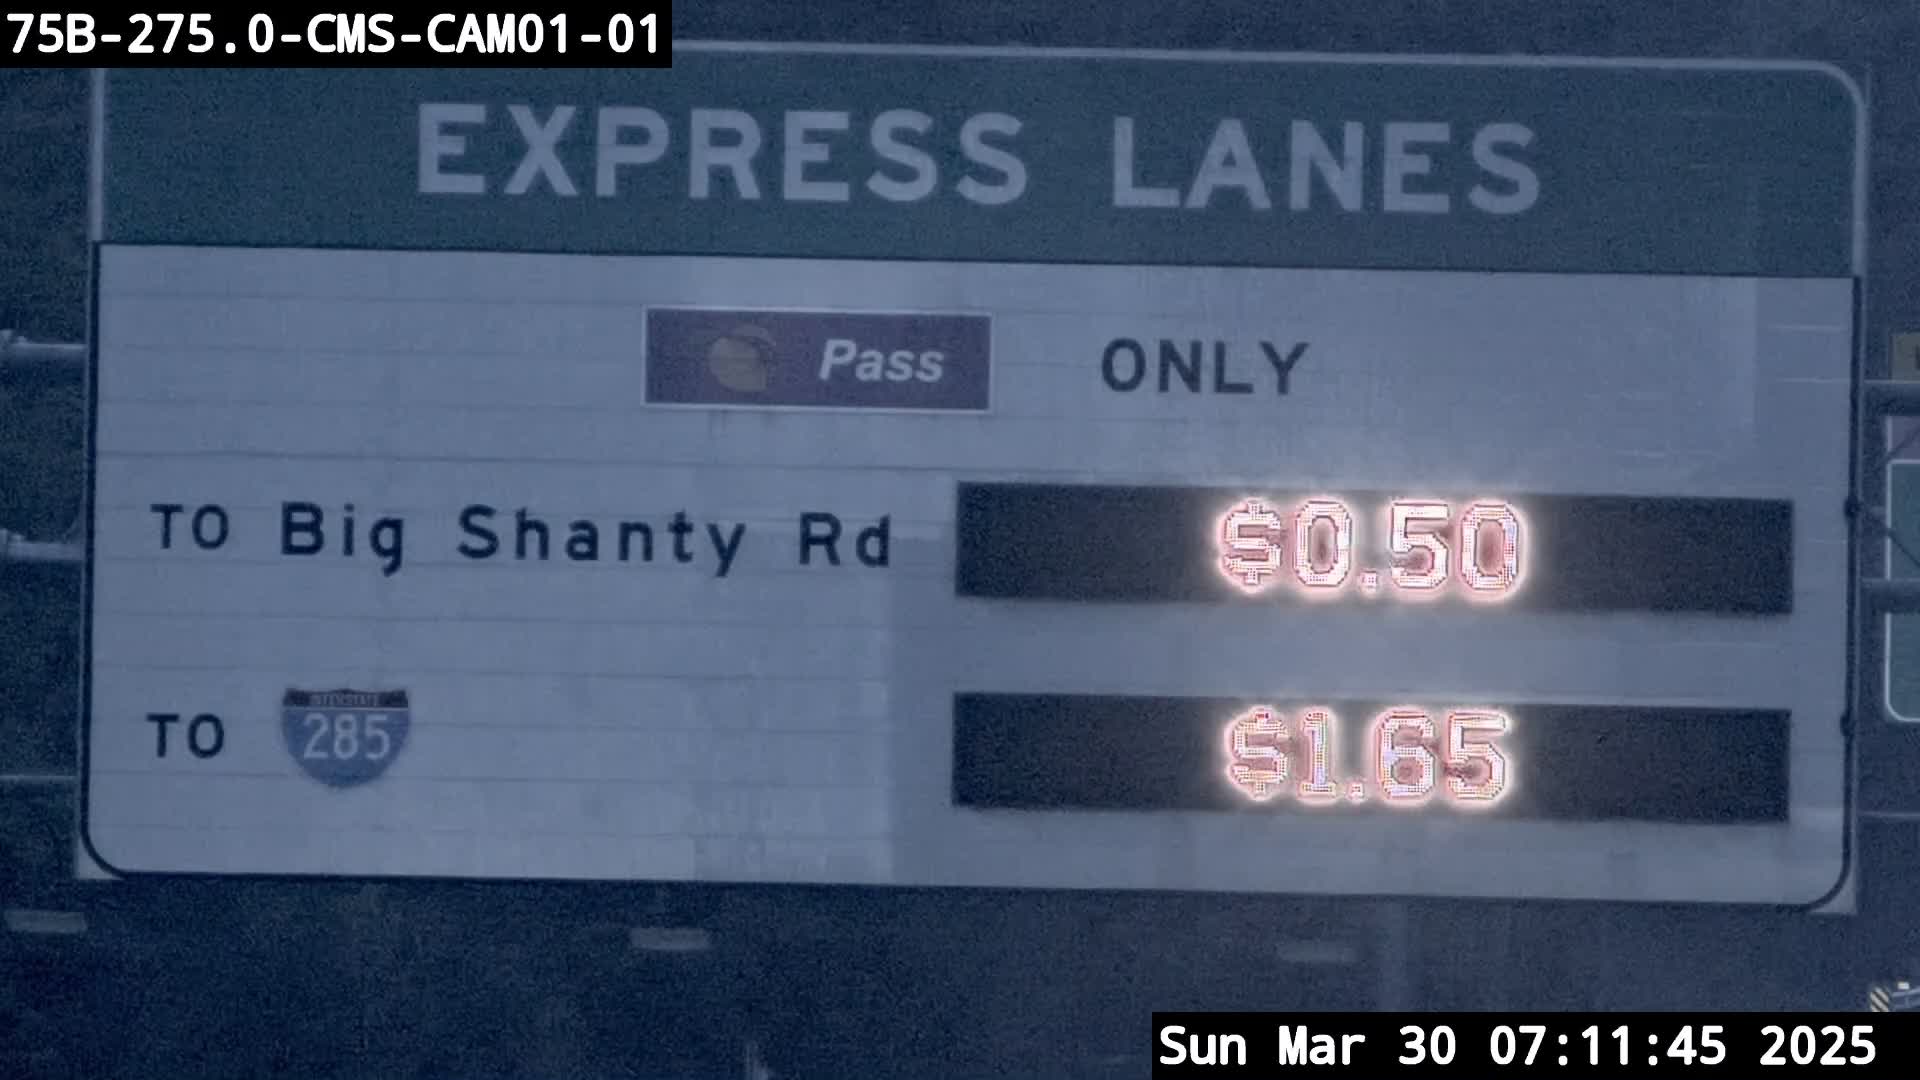 75B-275.0-CMS-CAM01-01
EXPRESS LANES
Pass ONLY
TO Big Shanty Rd $0.50
TO INTERSTATE 285 $1.65
Sun Mar 30 07:11:45 2025